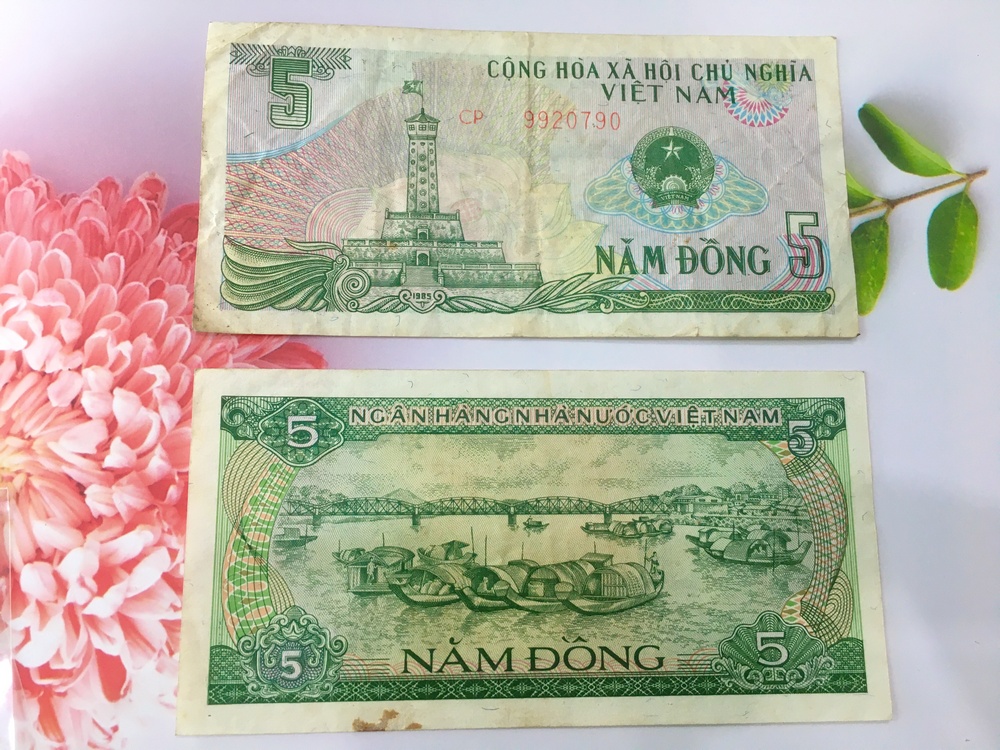 5
CỘNG HÒA XÃ HỘI CHỦ NGHĨA
VIỆT NAM
CP 9920790
VIETNAM
NĂM ĐỒNG 5
1985
5 NGÂN HÀNG NHÀ NƯỚC VIỆT NAM 5
5 NĂM ĐỒNG 5